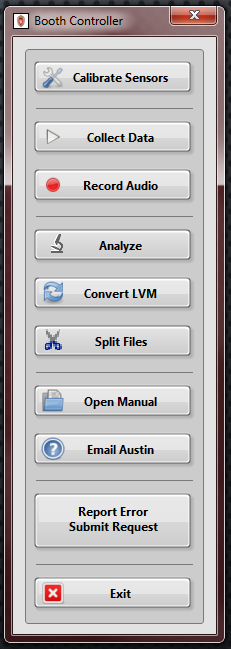 Booth Controller
Calibrate Sensors
Collect Data
Record Audio
Analyze
Convert LVM
Split Files
Open Manual
Email Austin
Report Error
Submit Request
Exit